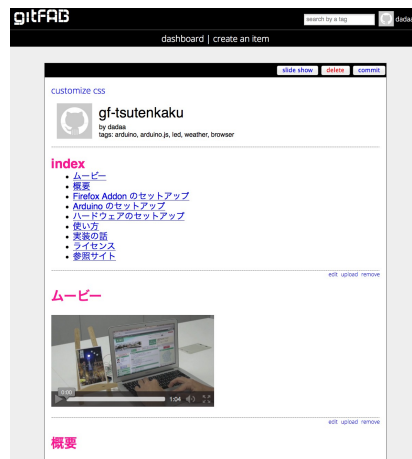 gitFAB
search by a tag
dadaa
dashboard | create an item
slide show delete commit
customize css
gf-tsutenkaku
by dadaa
tags: arduino, arduino.js, led, weather, browser
index
ムービー
概要
Firefox Addon のセットアップ
Arduino のセットアップ
ハードウェアのセットアップ
使い方
実装の話
ライセンス
参照サイト
edit upload remove
ムービー
0:00
1:04
edit upload remove
概要